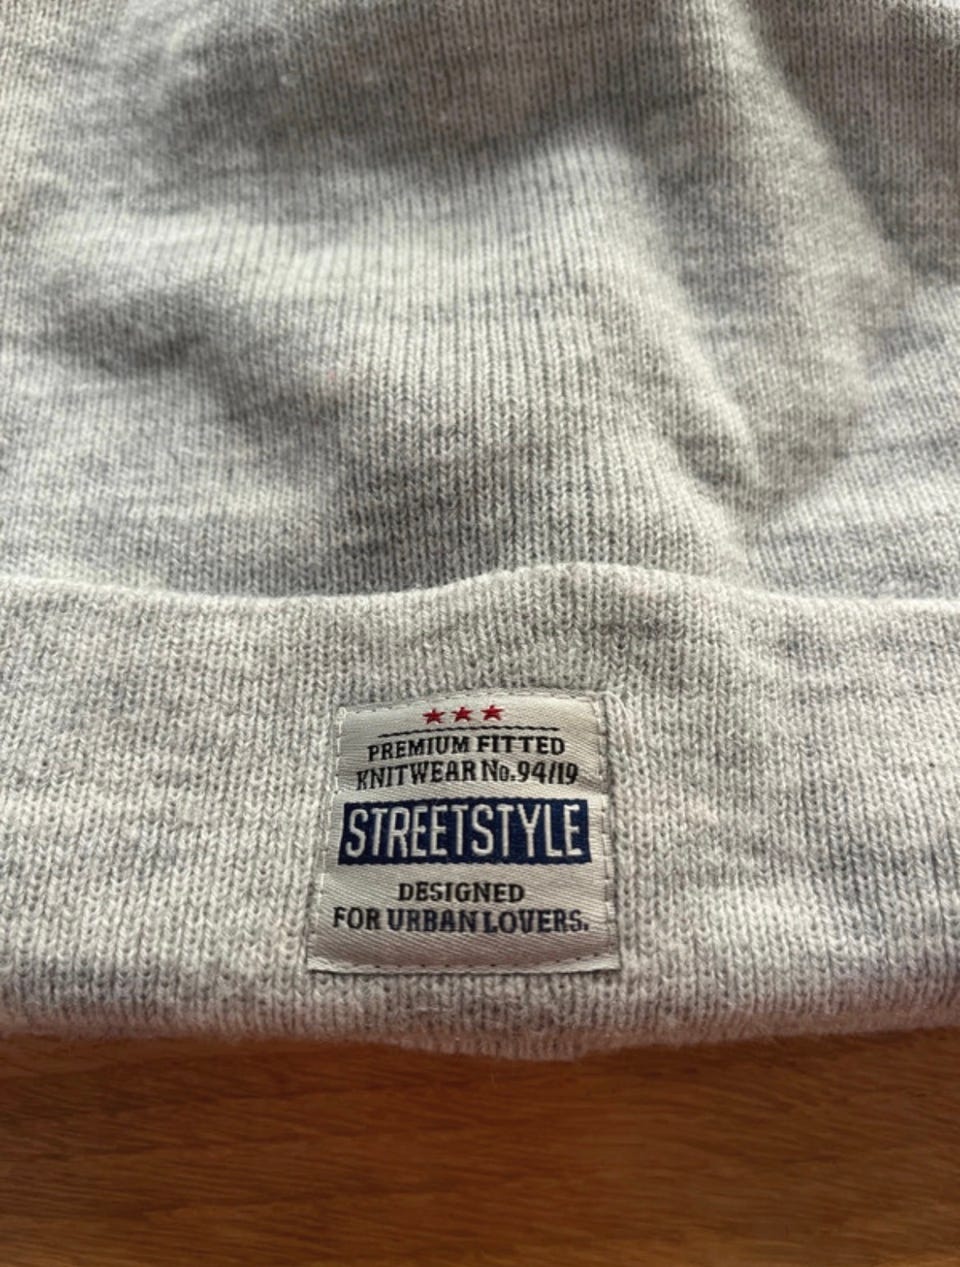 ★★★
PREMIUM FITTED
KNITWEAR No.94/19
STREETSTYLE
DESIGNED
FOR URBAN LOVERS.